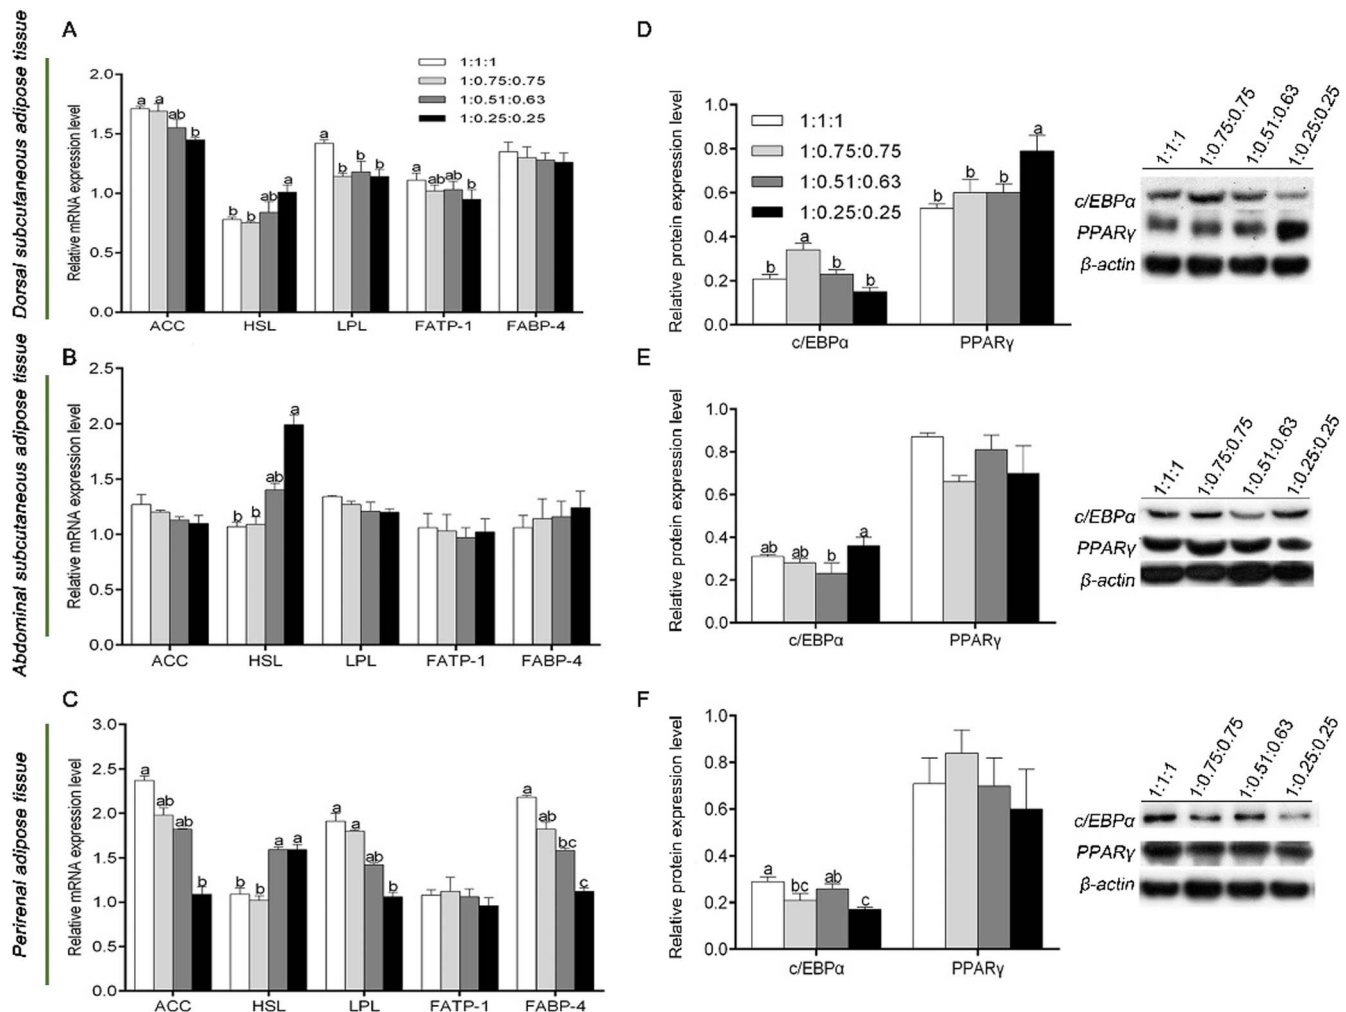 Dorsal subcutaneous adipose tissue
A
Relative mRNA expression level
2.0
1.5
1.0
0.5
0.0
1:1:1
1:0.75:0.75
1:0.51:0.63
1:0.25:0.25
a a ab b
b b ab a
a b b b
a ab ab b
ACC HSL LPL FATP-1 FABP-4
D
Relative protein expression level
1.0
0.8
0.6
0.4
0.2
0.0
1:1:1
1:0.75:0.75
1:0.51:0.63
1:0.25:0.25
b a b b
b b b a
c/EBPα PPARγ
1:1:1 1:0.75:0.75 1:0.51:0.63 1:0.25:0.25
c/EBPα
PPARγ
β-actin
Abdominal subcutaneous adipose tissue
B
Relative mRNA expression level
2.5
2.0
1.5
1.0
0.5
0.0
b b ab a
ACC HSL LPL FATP-1 FABP-4
E
Relative protein expression level
1.0
0.8
0.6
0.4
0.2
0.0
ab ab b a
c/EBPα PPARγ
1:1:1 1:0.75:0.75 1:0.51:0.63 1:0.25:0.25
c/EBPα
PPARγ
β-actin
Perirenal adipose tissue
C
Relative mRNA expression level
3.0
2.5
2.0
1.5
1.0
0.5
0.0
a ab ab b
b b a a
a a ab b
a ab bc c
ACC HSL LPL FATP-1 FABP-4
F
Relative protein expression level
1.0
0.8
0.6
0.4
0.2
0.0
a bc ab c
c/EBPα PPARγ
1:1:1 1:0.75:0.75 1:0.51:0.63 1:0.25:0.25
c/EBPα
PPARγ
β-actin